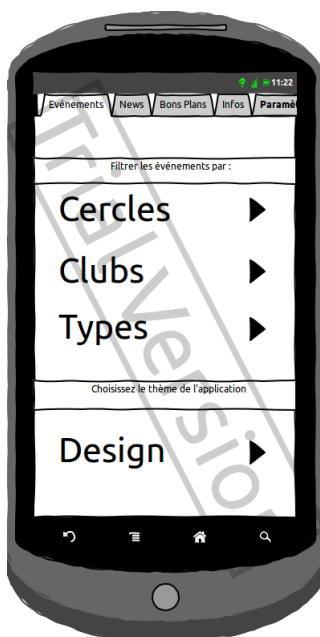 11:22
Evénements News Bons Plans Infos Paramèt
Filtrer les événements par :
Cercles
Clubs
Types
Choisissez le thème de l'application
Design
Trial Version